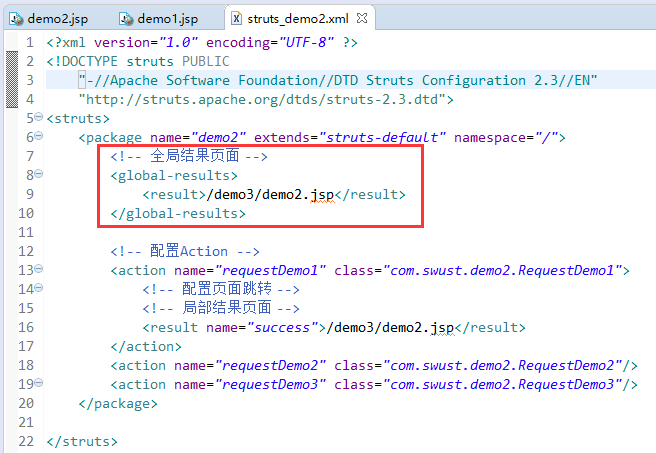 demo2.jsp demo1.jsp struts_demo2.xml
1 <?xml version="1.0" encoding="UTF-8" ?>
2 <!DOCTYPE struts PUBLIC
3 "-//Apache Software Foundation//DTD Struts Configuration 2.3//EN"
4 "http://struts.apache.org/dtds/struts-2.3.dtd">
5 <struts>
6 <package name="demo2" extends="struts-default" namespace="/">
7 <!-- 全局结果页面 -->
8 <global-results>
9 <result>/demo3/demo2.jsp</result>
10 </global-results>
11
12 <!-- 配置Action -->
13 <action name="requestDemo1" class="com.swust.demo2.RequestDemo1">
14 <!-- 配置页面跳转 -->
15 <!-- 局部结果页面 -->
16 <result name="success">/demo3/demo2.jsp</result>
17 </action>
18 <action name="requestDemo2" class="com.swust.demo2.RequestDemo2"/>
19 <action name="requestDemo3" class="com.swust.demo2.RequestDemo3"/>
20 </package>
21
22 </struts>